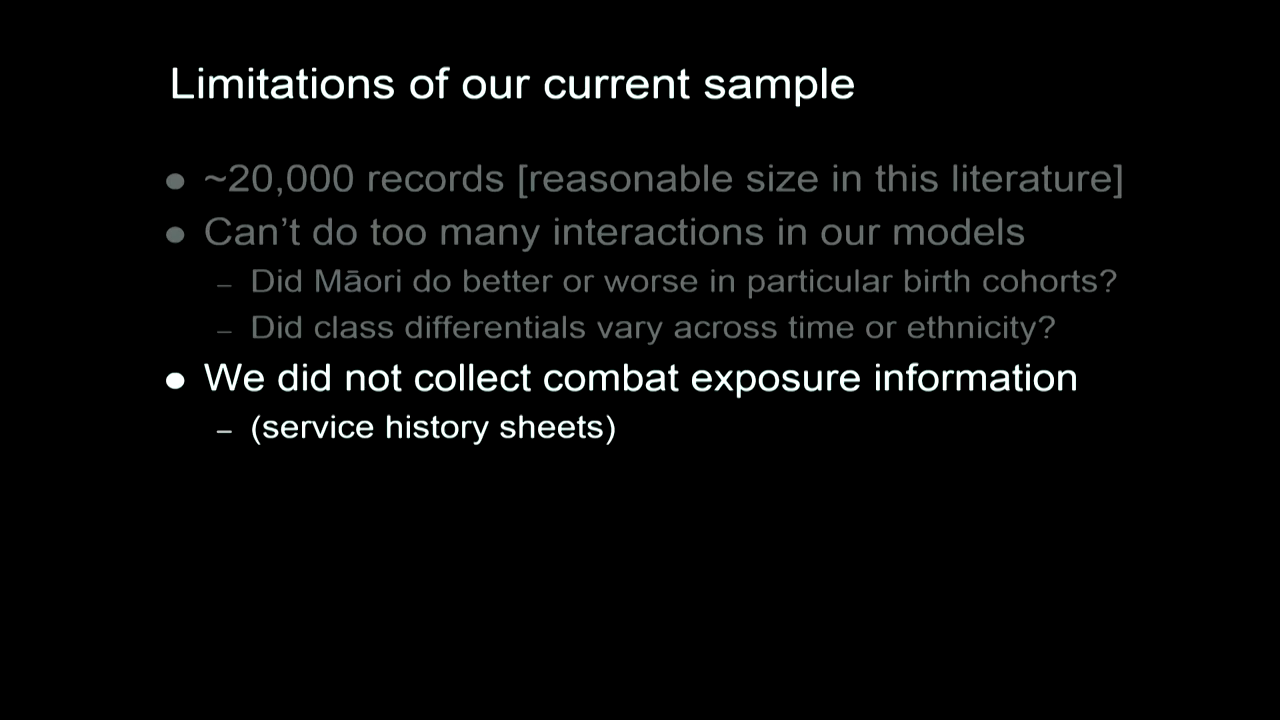 Limitations of our current sample
● ~20,000 records [reasonable size in this literature]
● Can’t do too many interactions in our models
– Did Māori do better or worse in particular birth cohorts?
– Did class differentials vary across time or ethnicity?
● We did not collect combat exposure information
– (service history sheets)